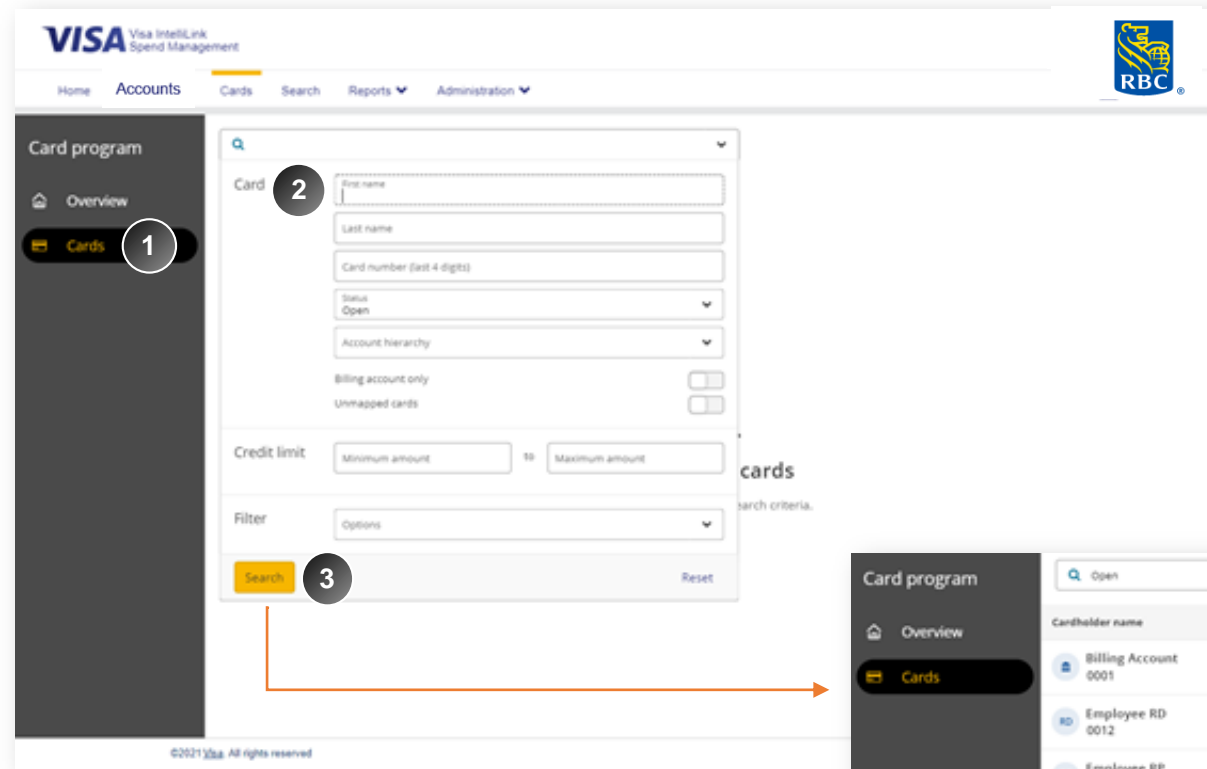 VISA Visa IntelliLink
Spend Management
RBC ®
Home Accounts Cards Search Reports Administration
Card program
Overview
Cards 1
Card 2 First name
Last name
Card number (last 4 digits)
Status
Open
Account hierarchy
Billing account only
Unmapped cards
Credit limit Minimum amount to Maximum amount
cards
earch criteria.
Filter Options
Search 3 Reset
Card program Open
Cardholder name
Overview
Billing Account
0001
Cards
Employee RD
RD
0012
Employee RP
©2021 Visa. All rights reserved